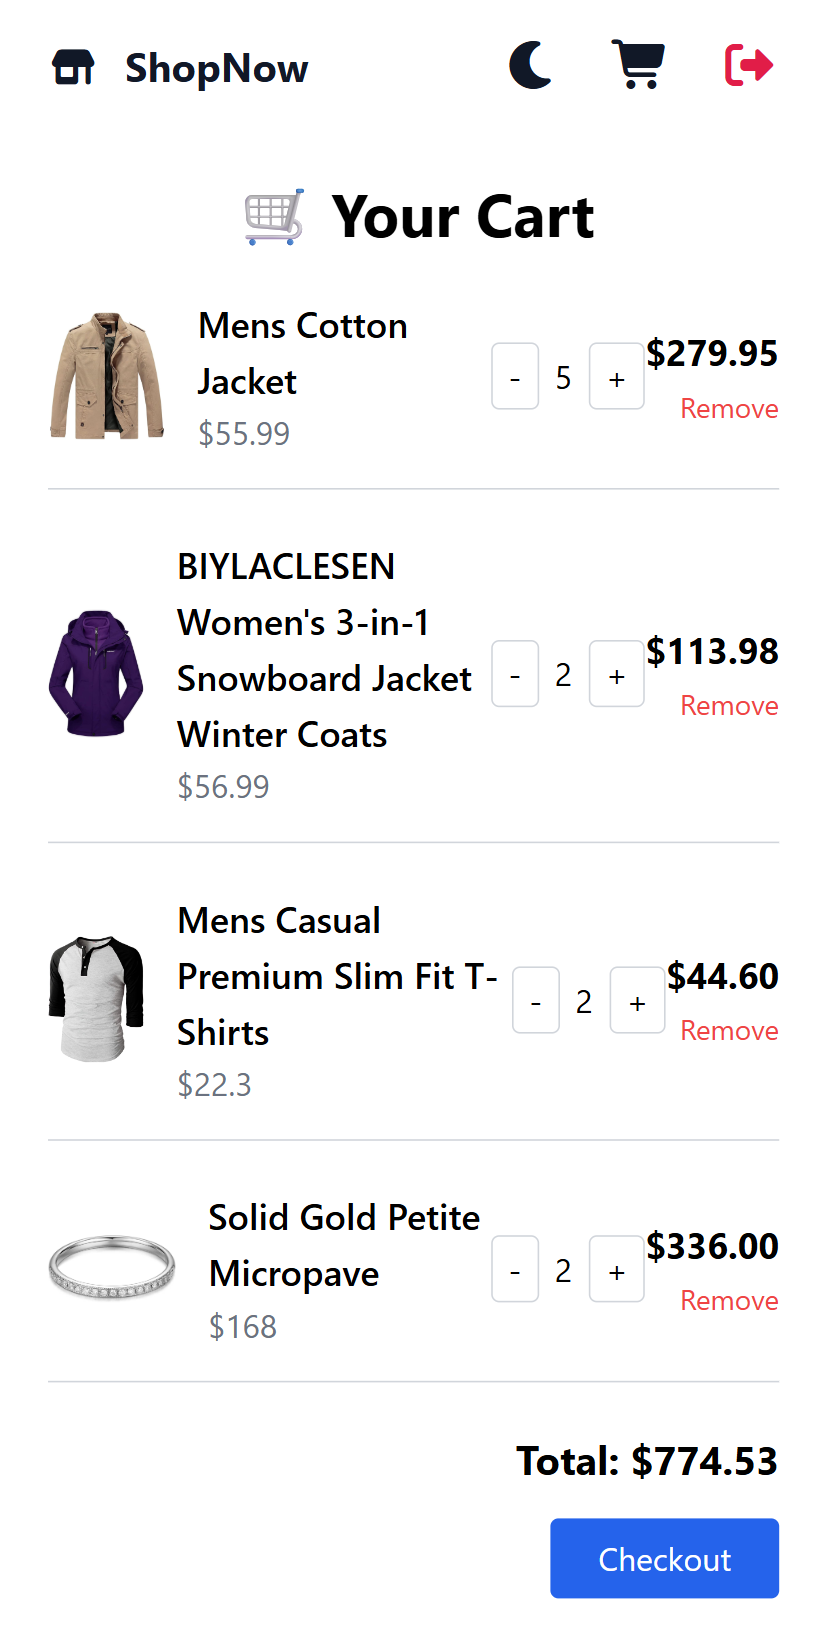 ShopNow
Your Cart
Mens Cotton
Jacket
$55.99
- 5 +
$279.95
Remove
BIYLACLESEN
Women's 3-in-1
Snowboard Jacket
Winter Coats
$56.99
- 2 +
$113.98
Remove
Mens Casual
Premium Slim Fit T-
Shirts
$22.3
- 2 +
$44.60
Remove
Solid Gold Petite
Micropave
$168
- 2 +
$336.00
Remove
Total: $774.53
Checkout